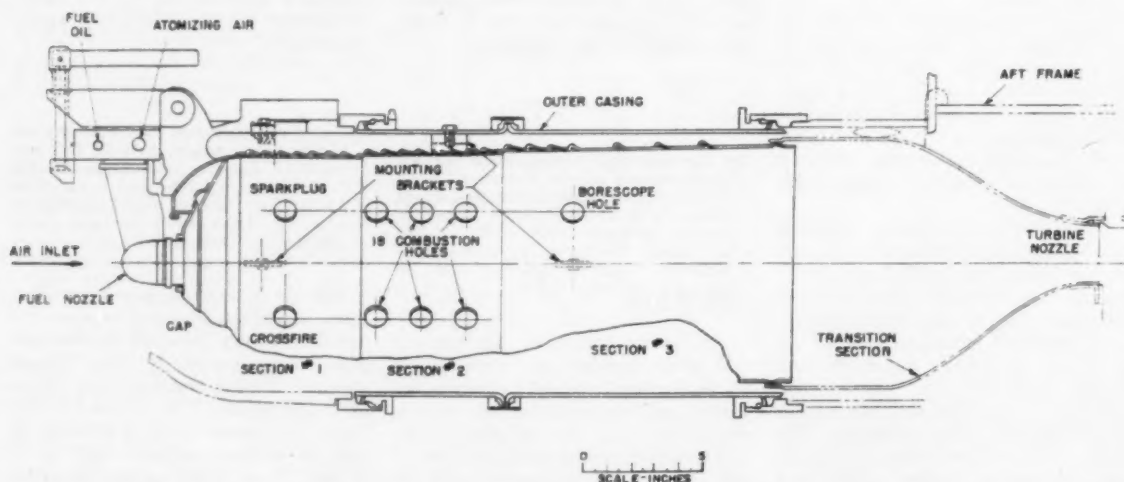 FUEL
OIL
ATOMIZING AIR
AFT FRAME
OUTER CASING
SPARKPLUG
MOUNTING
BRACKETS
BORESCOPE
HOLE
18 COMBUSTION
HOLES
AIR INLET
TURBINE
NOZZLE
FUEL NOZZLE
CAP
CROSSFIRE
SECTION #1
SECTION #2
SECTION #3
TRANSITION
SECTION
0 5
SCALE-INCHES